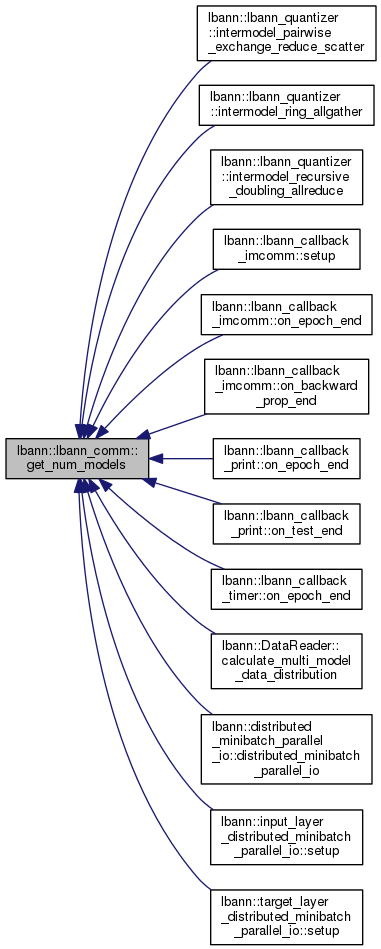 lbann::lbann_quantizer
::intermodel_pairwise
_exchange_reduce_scatter
lbann::lbann_quantizer
::intermodel_ring_allgather
lbann::lbann_quantizer
::intermodel_recursive
_doubling_allreduce
lbann::lbann_callback
_imcomm::setup
lbann::lbann_callback
_imcomm::on_epoch_end
lbann::lbann_callback
_imcomm::on_backward
_prop_end
lbann::lbann_comm::
get_num_models
lbann::lbann_callback
_print::on_epoch_end
lbann::lbann_callback
_print::on_test_end
lbann::lbann_callback
_timer::on_epoch_end
lbann::DataReader::
calculate_multi_model
_data_distribution
lbann::distributed
_minibatch_parallel
_io::distributed_minibatch
_parallel_io
lbann::input_layer
_distributed_minibatch
_parallel_io::setup
lbann::target_layer
_distributed_minibatch
_parallel_io::setup